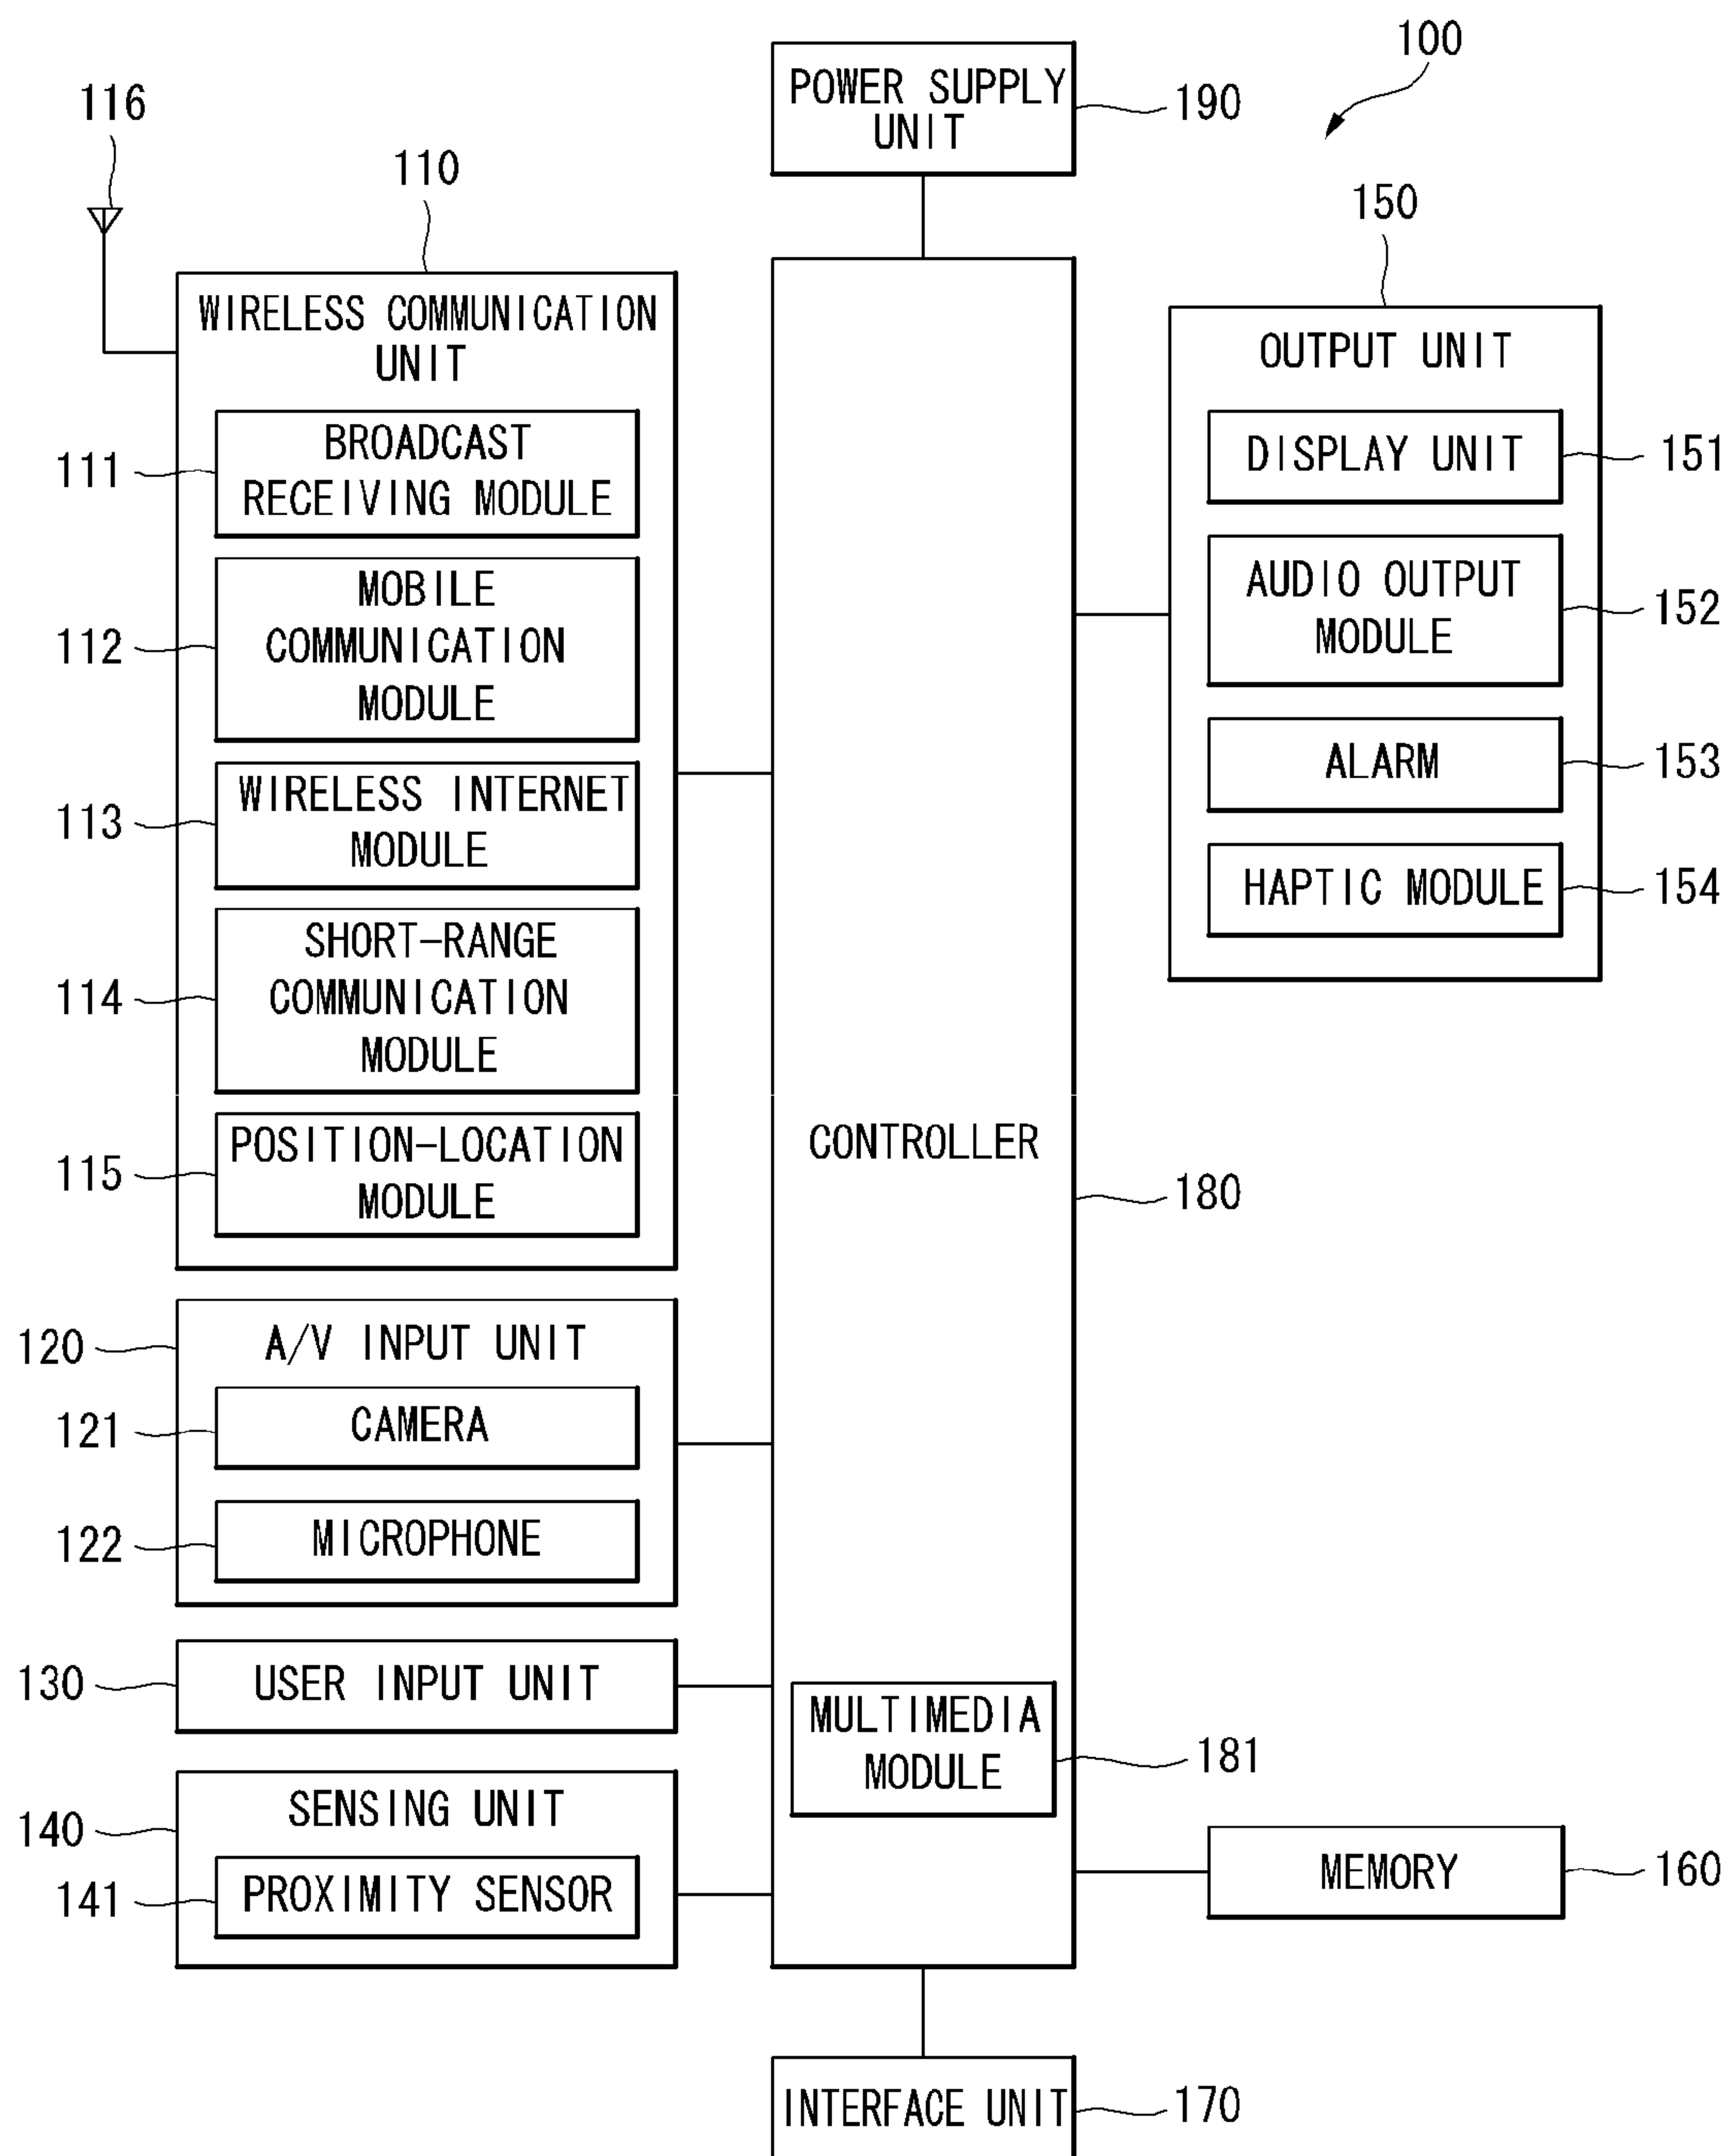 100
POWER SUPPLY
UNIT
190
116
110
150
WIRELESS COMMUNICATION
UNIT
OUTPUT UNIT
BROADCAST
RECEIVING MODULE
111
DISPLAY UNIT
151
MOBILE
COMMUNICATION
MODULE
112
AUDIO OUTPUT
MODULE
152
WIRELESS INTERNET
MODULE
113
ALARM
153
HAPTIC MODULE
154
SHORT-RANGE
COMMUNICATION
MODULE
114
POSITION-LOCATION
MODULE
115
CONTROLLER
180
A/V INPUT UNIT
120
CAMERA
121
MICROPHONE
122
USER INPUT UNIT
130
MULTIMEDIA
MODULE
181
SENSING UNIT
140
PROXIMITY SENSOR
141
MEMORY
160
INTERFACE UNIT
170